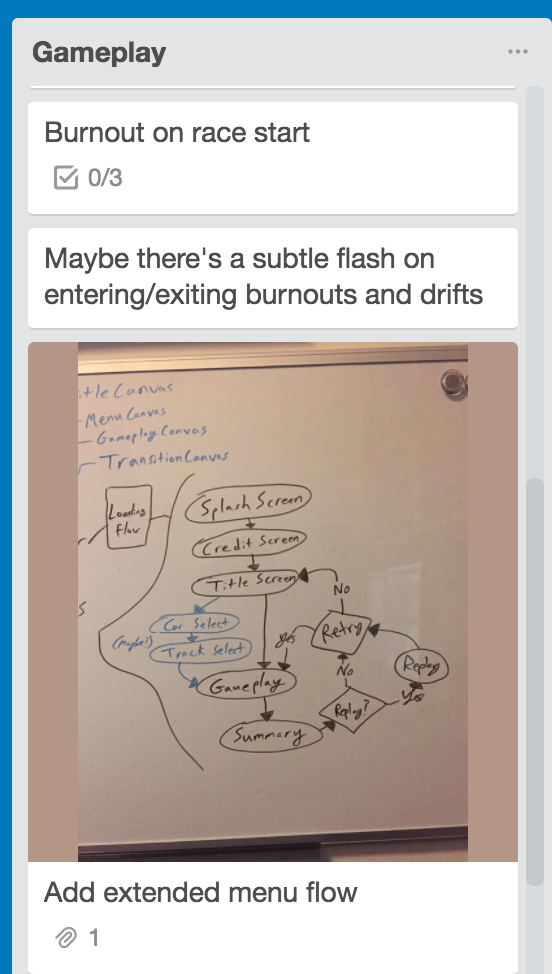 Gameplay
Burnout on race start
0/3
Maybe there's a subtle flash on
entering/exiting burnouts and drifts
itle Canvas
- Menu Canvas
- Gameplay Canvas
- Transition Canvas
Loading
Flow
Splash Screen
Credit Screen
Title Screen
No
Car Select
(Maybe!)
Track Select
yes
Retry
Replay
No
Gameplay
Replay?
yes
Summary
S
Add extended menu flow
1